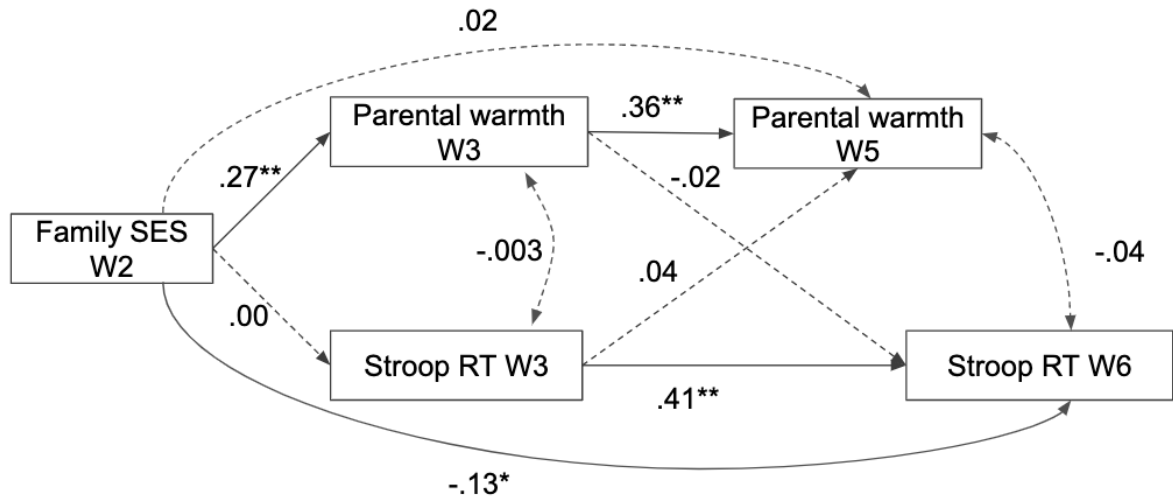 .02
Parental warmth
W3
.36**
Parental warmth
W5
.27**
-.02
Family SES
W2
-.003
.04
-.04
.00
Stroop RT W3
Stroop RT W6
.41**
-.13*